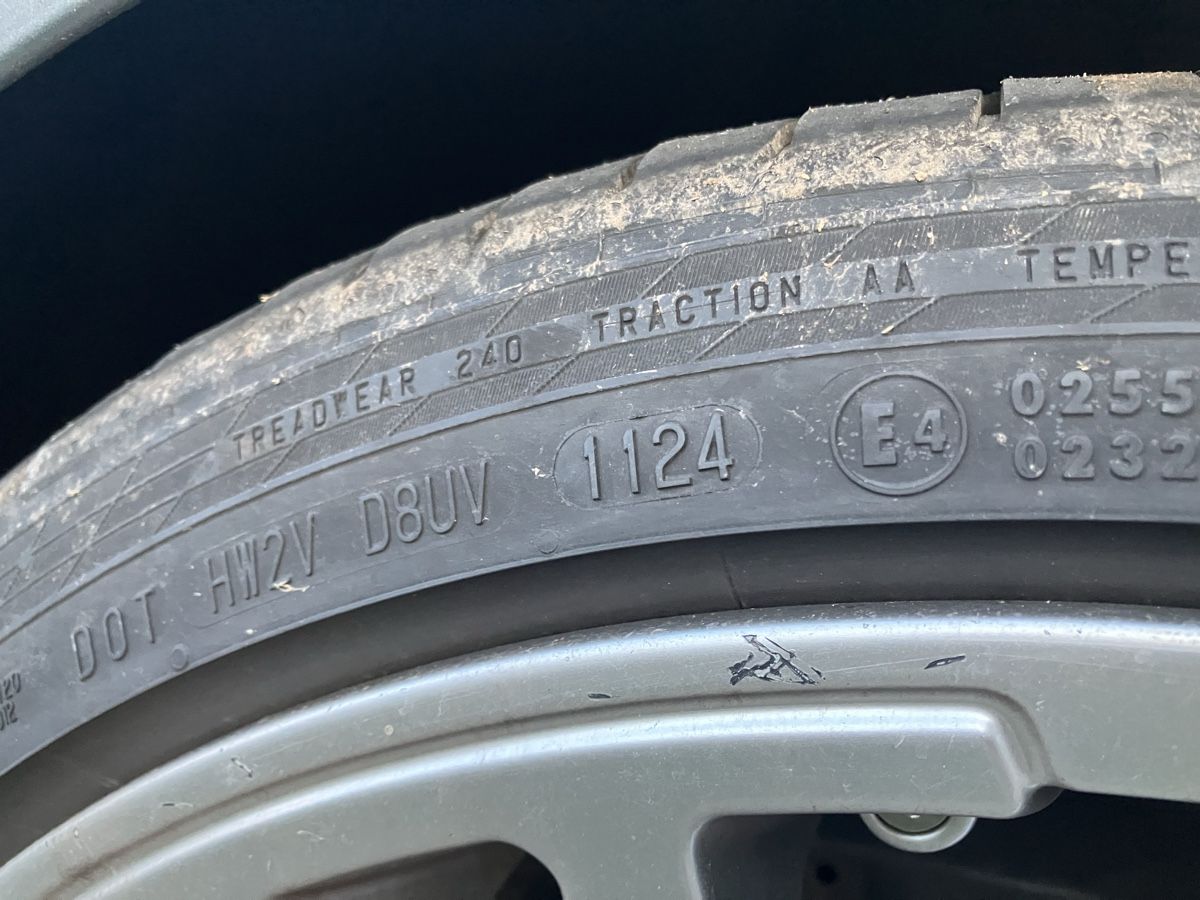 TREADWEAR 240 TRACTION AA TEMPE
DOT HW2V D8UV 1124 E4 0255
0232